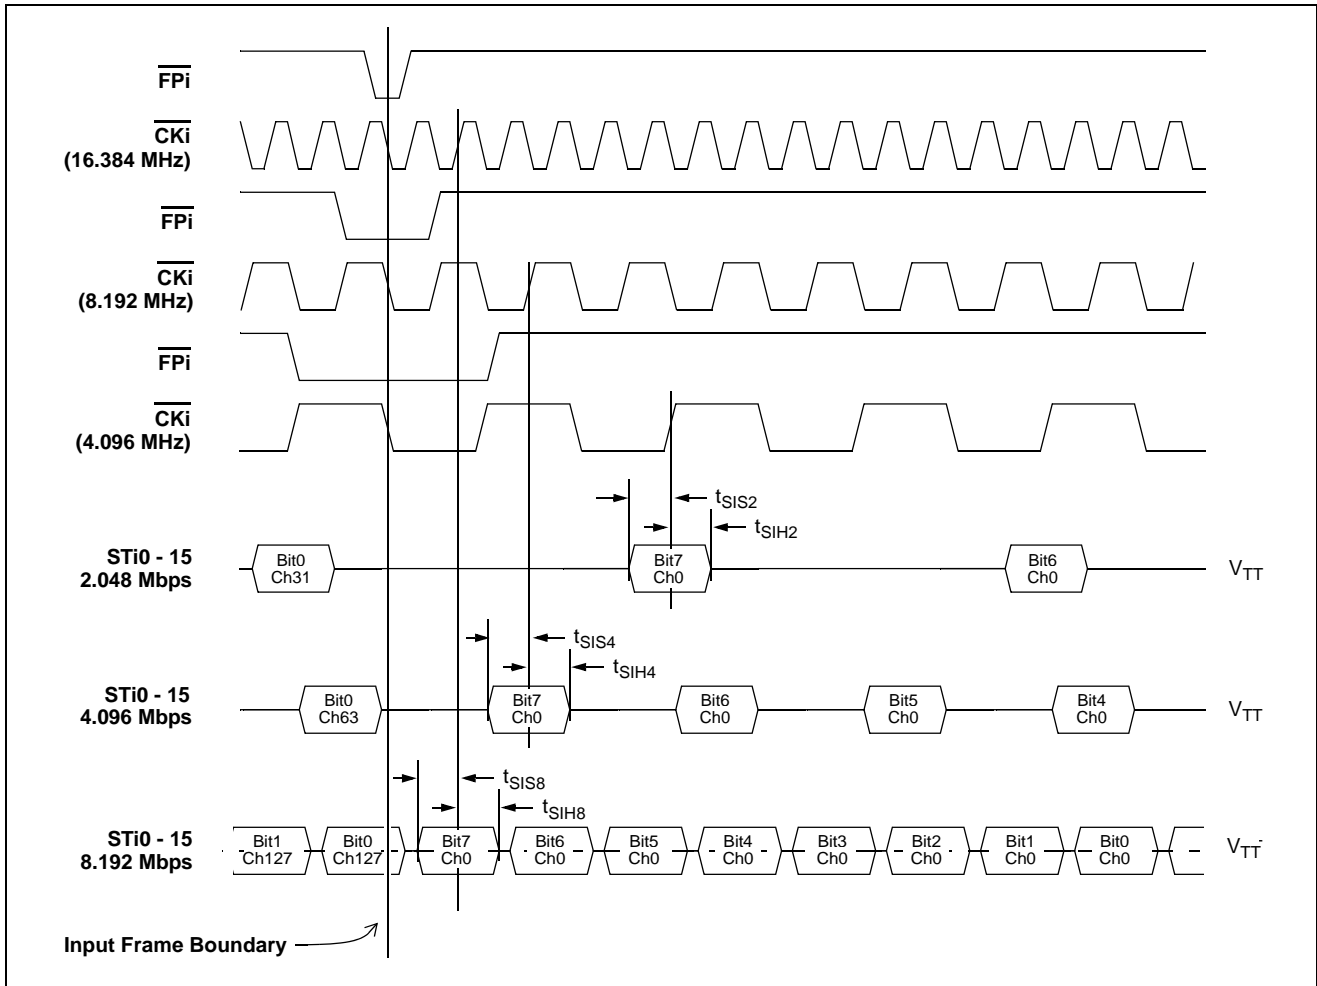 FPi
CKi
(16.384 MHz)
FPi
CKi
(8.192 MHz)
FPi
CKi
(4.096 MHz)
tSIS2
tSIH2
STi0 - 15
2.048 Mbps
Bit0
Ch31
Bit7
Ch0
Bit6
Ch0
VTT
tSIS4
tSIH4
STi0 - 15
4.096 Mbps
Bit0
Ch63
Bit7
Ch0
Bit6
Ch0
Bit5
Ch0
Bit4
Ch0
VTT
tSIS8
tSIH8
STi0 - 15
8.192 Mbps
Bit1
Ch127
Bit0
Ch127
Bit7
Ch0
Bit6
Ch0
Bit5
Ch0
Bit4
Ch0
Bit3
Ch0
Bit2
Ch0
Bit1
Ch0
Bit0
Ch0
VTT
Input Frame Boundary